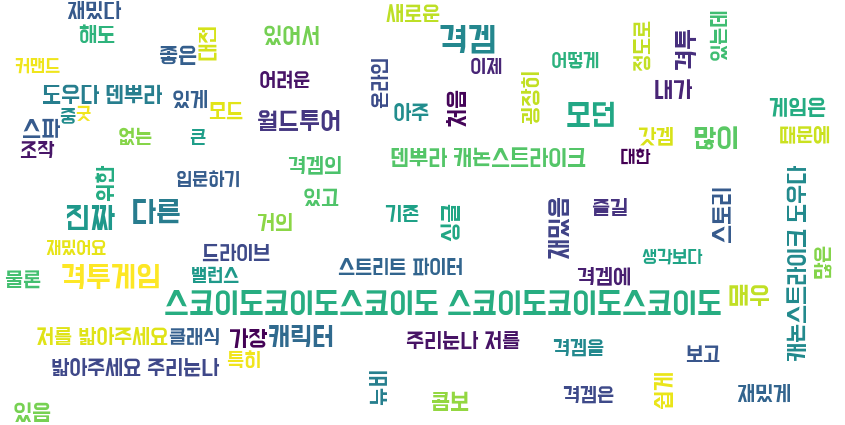 재밌다
새로운
해도
대전
있어서
격겜
정도로
격투
있는데
좋은
이제
어떻게
커맨드
온라인
어려운
굉장히
내가
도우다 덴뿌라
있게
모드
처음
모던
게임은
중
굿
월드투어
아주
스파
없는
큰
갓겜
많이
때문에
조작
덴뿌라 캐논스트라이크
대한
격겜의
위한
입문하기
캐논스트라이크 도우다
진짜
다른
있고
기존
싱글
즐길
스토리
거의
재밌음
재밌어요
드라이브
생각보다
많은
물론
격투게임
밸런스
스트리트 파이터
격겜에
스코이도코이도스코이도 스코이도코이도스코이도
매우
저를 밟아주세요
클래식
가장
캐릭터
주리눈나 저를
격겜을
보고
밟아주세요 주리눈나
특히
뉴비
콤보
격겜은
쉽게
재밌게
있음